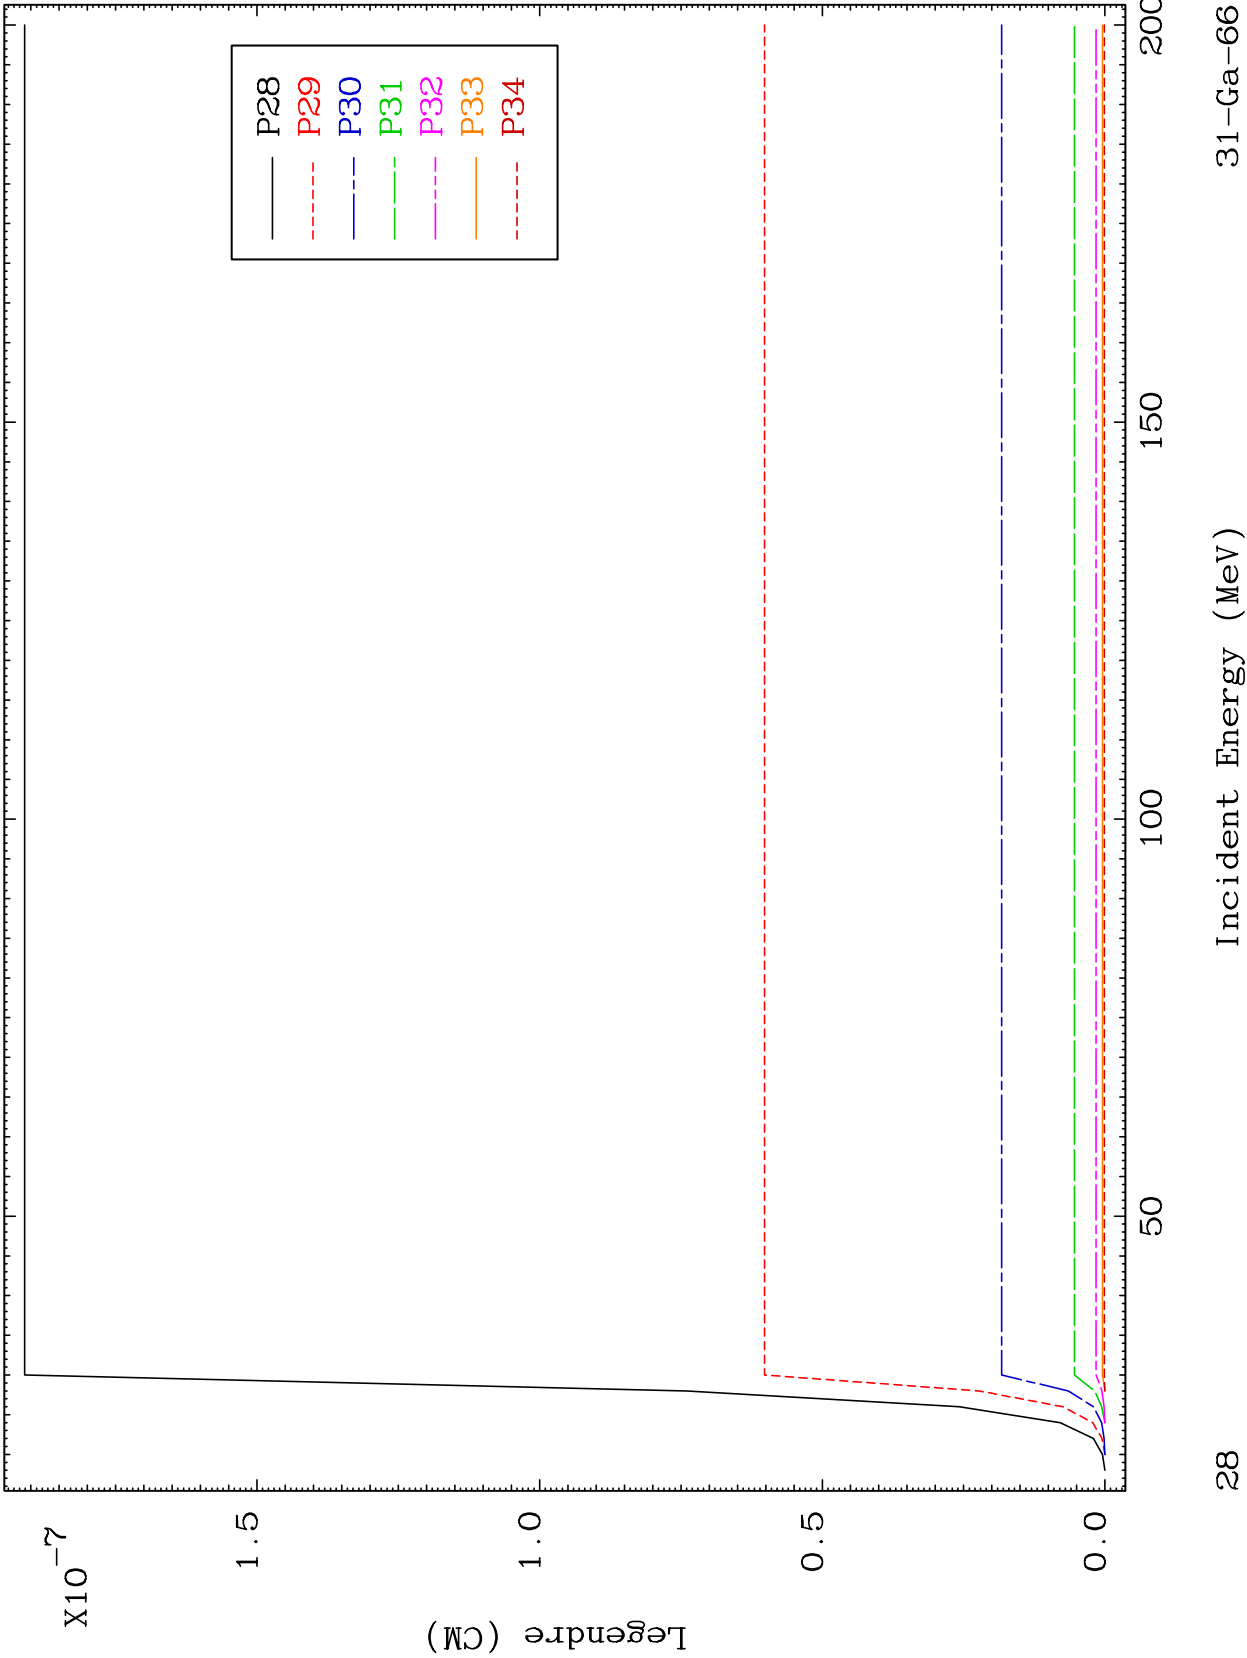 X10-7
1.5
1.0
0.5
0.0
Legendre (CM)
P28
P29
P30
P31
P32
P33
P34
50
100
150
200
28
Incident Energy (MeV)
31-Ga-66